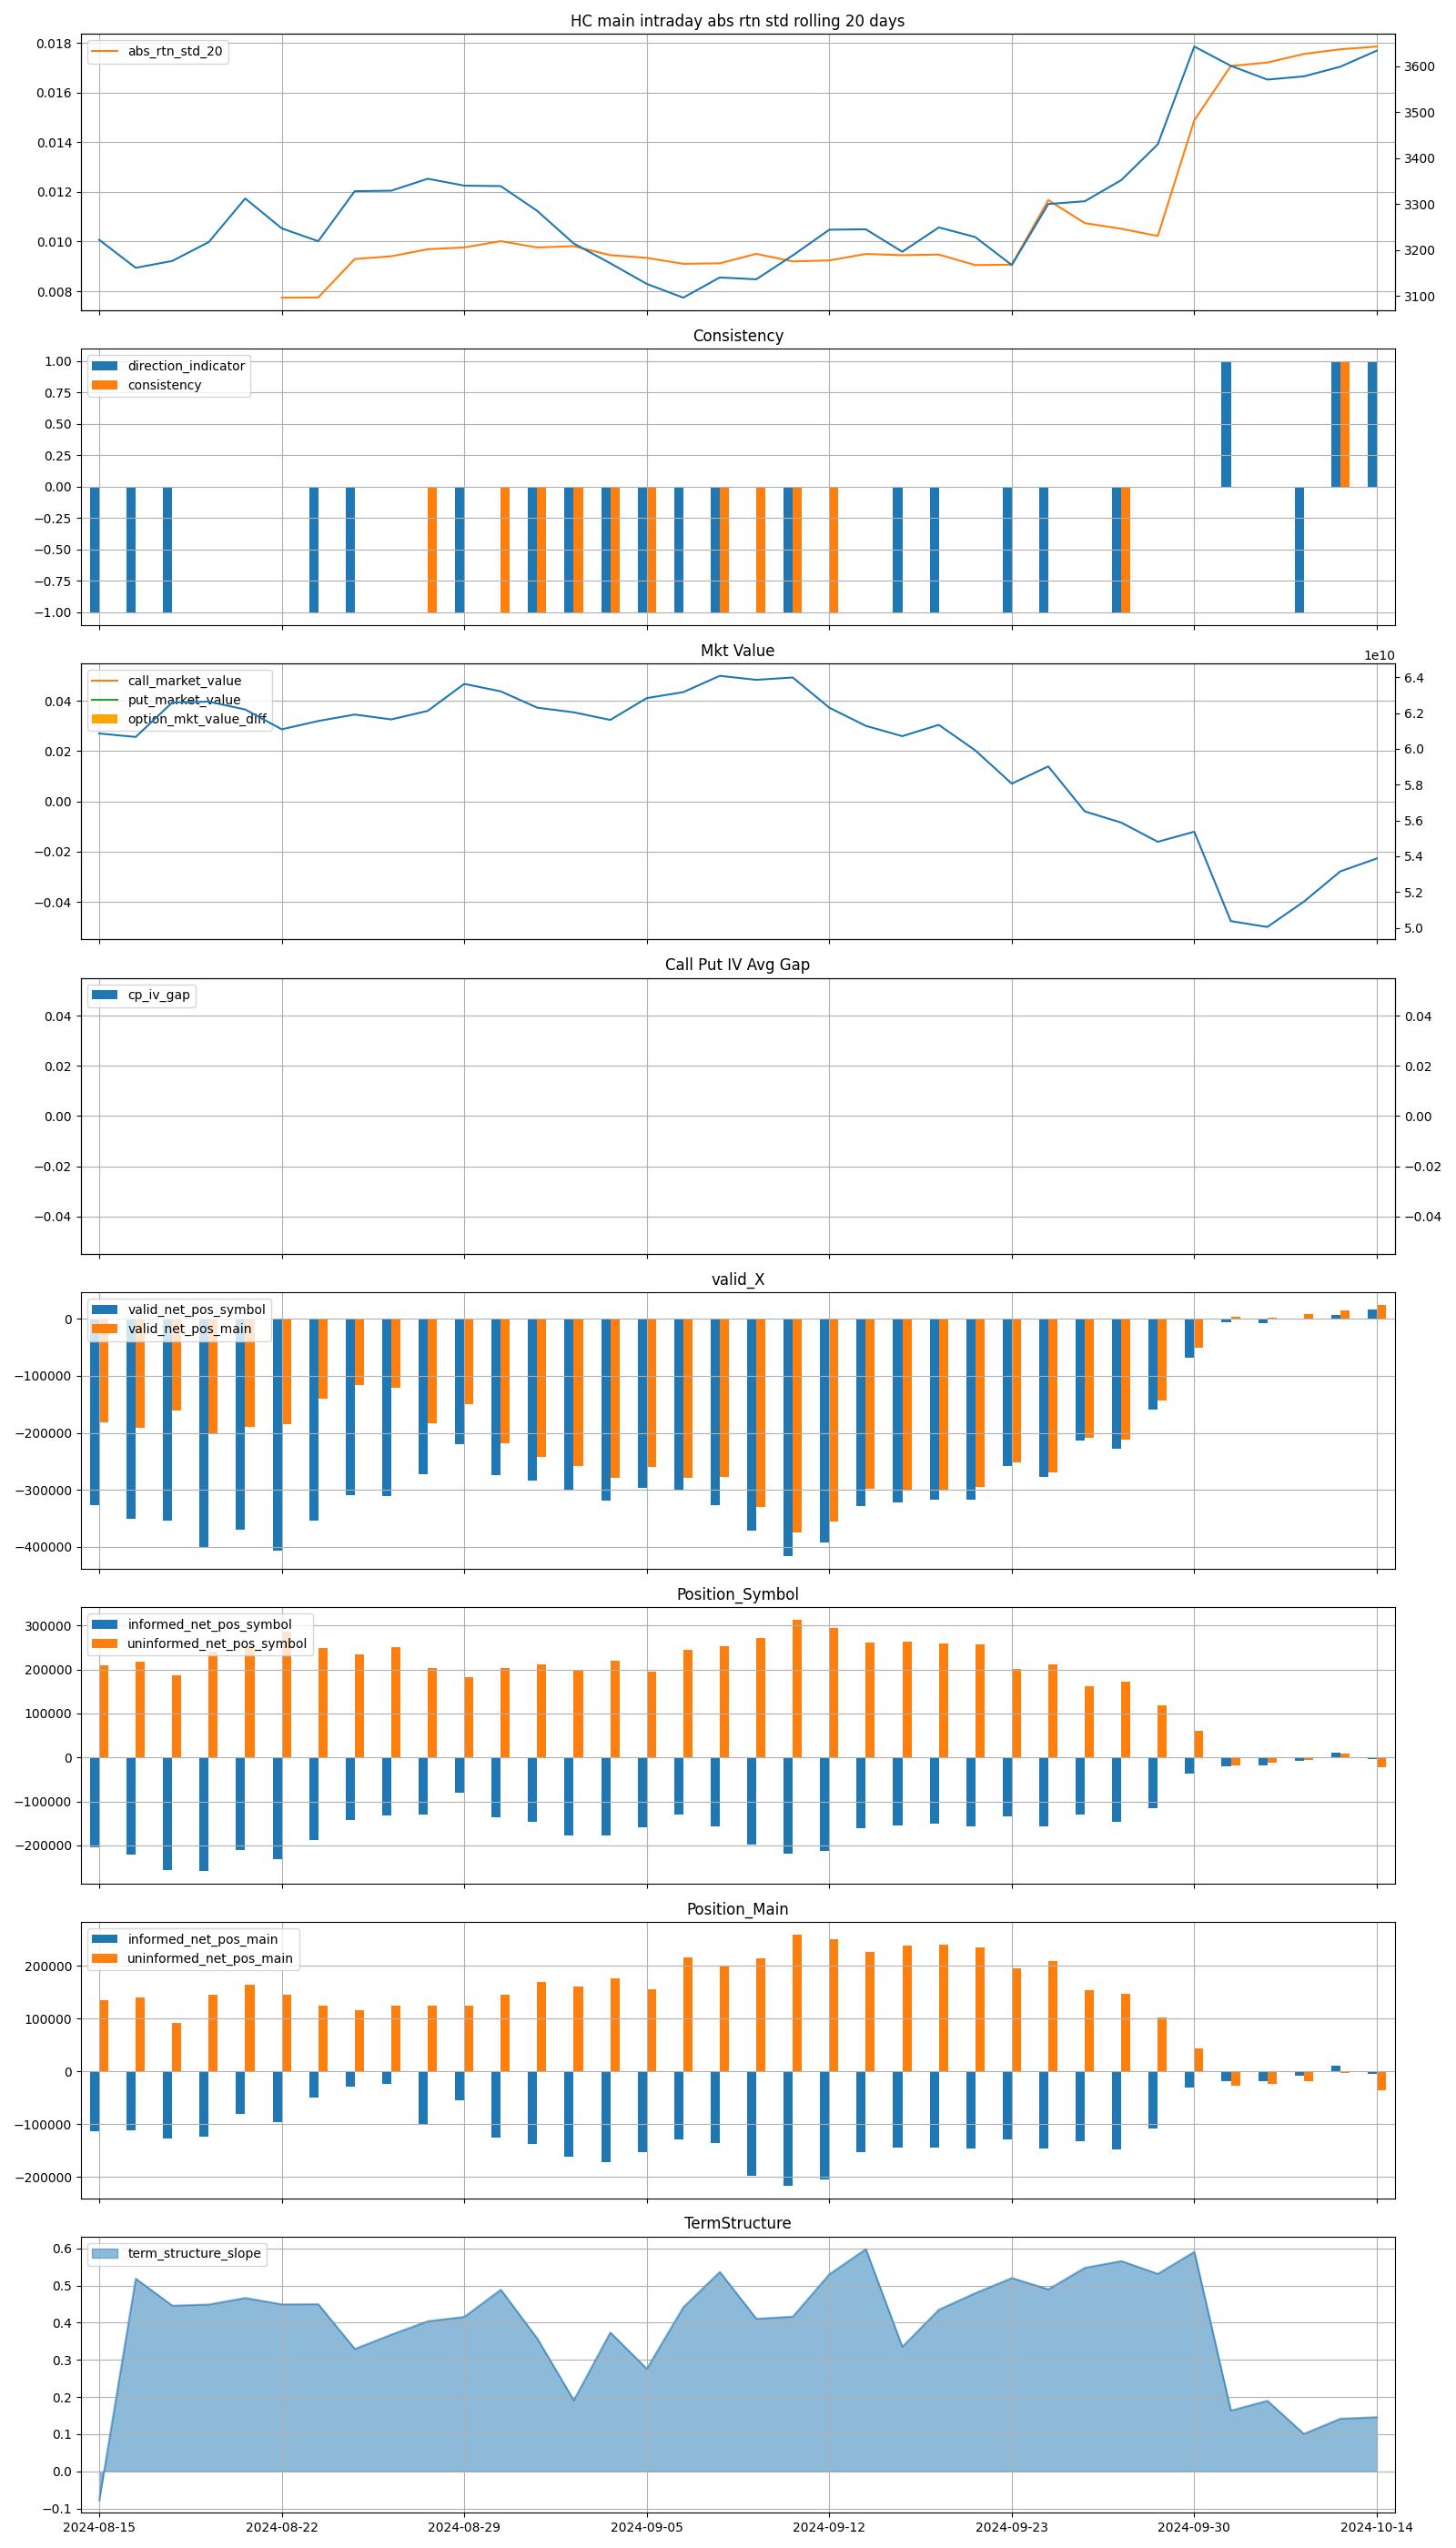 HC main intraday abs rtn std rolling 20 days
abs_rtn_std_20
0.018
0.016
0.014
0.012
0.010
0.008
3600
3500
3400
3300
3200
3100
Consistency
direction_indicator
consistency
1.00
0.75
0.50
0.25
0.00
−0.25
−0.50
−0.75
−1.00
Mkt Value
1e10
call_market_value
put_market_value
option_mkt_value_diff
0.04
0.02
0.00
−0.02
−0.04
6.4
6.2
6.0
5.8
5.6
5.4
5.2
5.0
Call Put IV Avg Gap
cp_iv_gap
0.04
0.02
0.00
−0.02
−0.04
0.04
0.02
0.00
−0.02
−0.04
valid_X
valid_net_pos_symbol
valid_net_pos_main
0
−100000
−200000
−300000
−400000
Position_Symbol
informed_net_pos_symbol
uninformed_net_pos_symbol
300000
200000
100000
0
−100000
−200000
Position_Main
informed_net_pos_main
uninformed_net_pos_main
200000
100000
0
−100000
−200000
TermStructure
term_structure_slope
0.6
0.5
0.4
0.3
0.2
0.1
0.0
−0.1
2024-08-15 2024-08-22 2024-08-29 2024-09-05 2024-09-12 2024-09-23 2024-09-30 2024-10-14